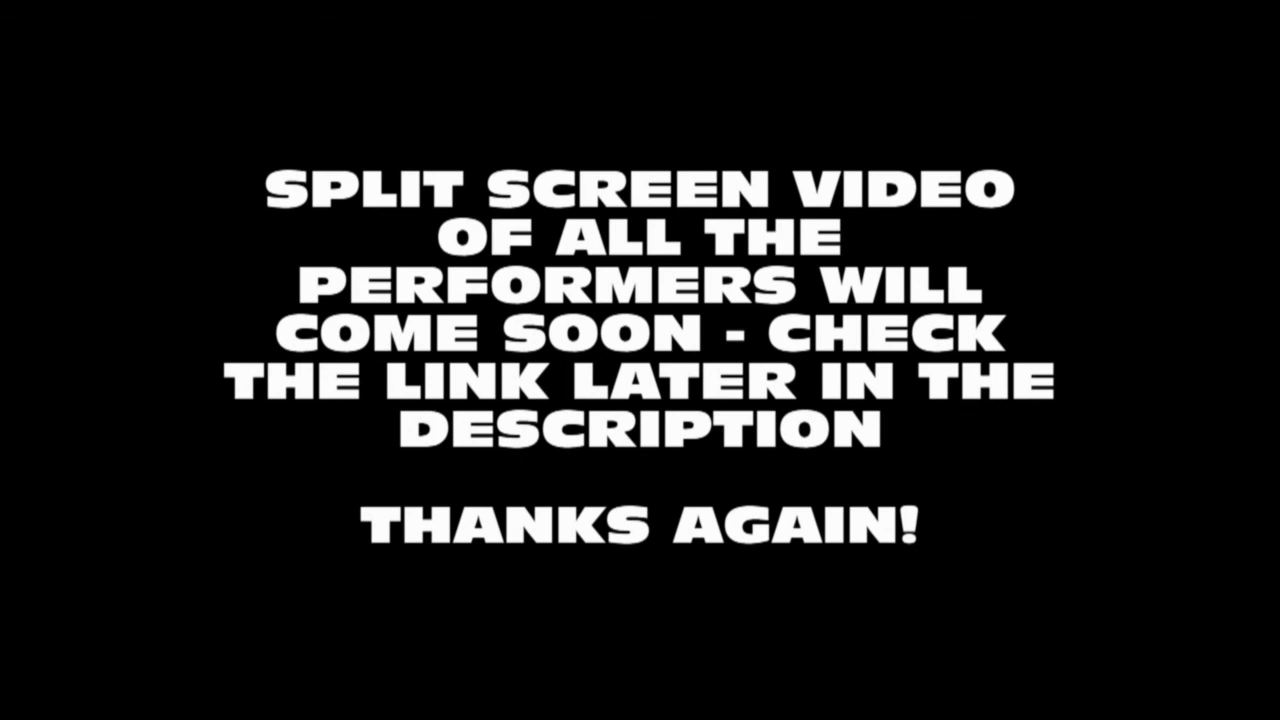 SPLIT SCREEN VIDEO
OF ALL THE
PERFORMERS WILL
COME SOON - CHECK
THE LINK LATER IN THE
DESCRIPTION
THANKS AGAIN!